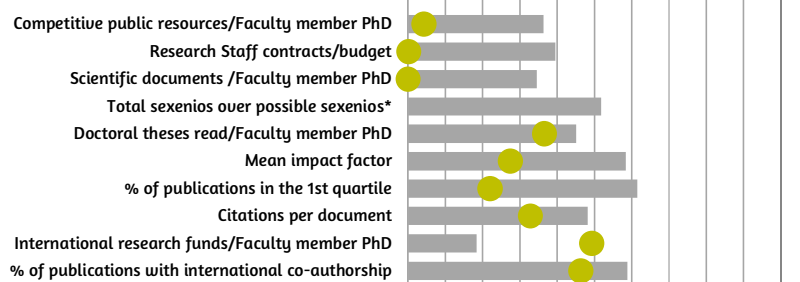 Competitive public resources/Faculty member PhD
Research Staff contracts/budget
Scientific documents /Faculty member PhD
Total sexenios over possible sexenios*
Doctoral theses read/Faculty member PhD
Mean impact factor
% of publications in the 1st quartile
Citations per document
International research funds/Faculty member PhD
% of publications with international co-authorship